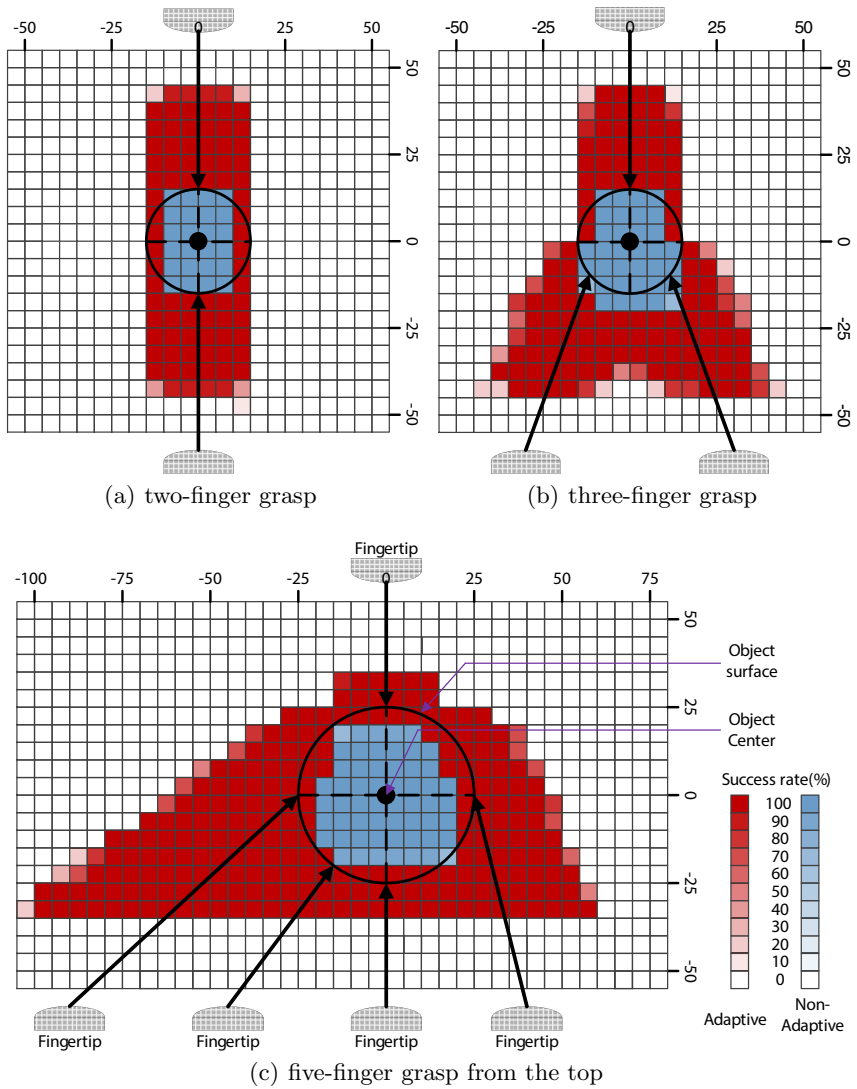 -50 -25 0 25 50
50
25
0
-25
-50
(a) two-finger grasp
-50 -25 0 25 50
50
25
0
-25
-50
(b) three-finger grasp
Fingertip
-100 -75 -50 -25 0 25 50 75
50
25
0
-25
-50
Object
surface
Object
Center
Success rate(%)
100
90
80
70
60
50
40
30
20
10
0
Adaptive
Non-
Adaptive
Fingertip Fingertip Fingertip Fingertip
(c) five-finger grasp from the top